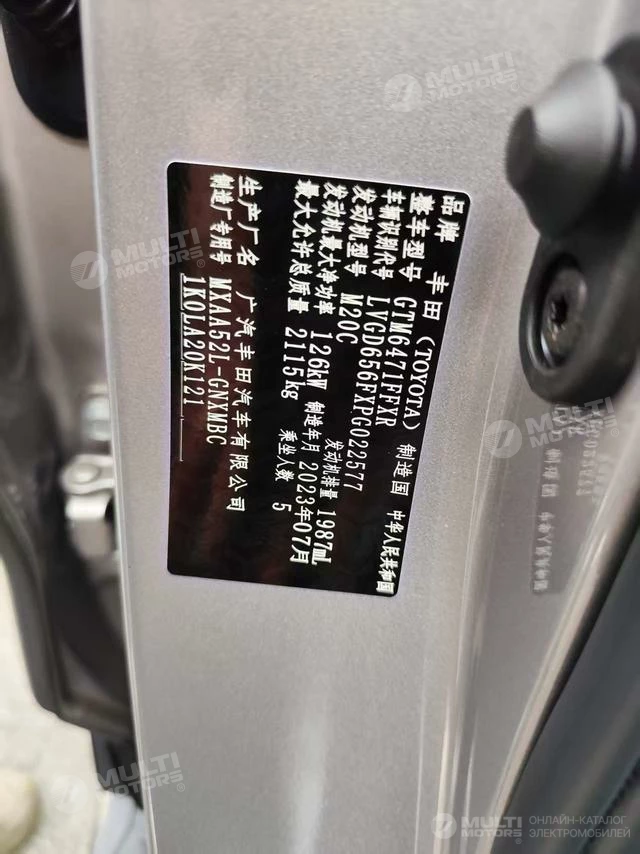 品牌 丰田(TOYOTA) 制造国 中华人民共和国
整车型号 GTM6471FFXR
车辆识别代号 LVGD656FXPG022577
发动机型号 M20C 发动机排量 1987mL
发动机最大净功率 126kW 制造年月 2023年07月
最大允许总质量 2115kg 乘坐人数 5
生产厂名 广汽丰田汽车有限公司
制造厂专用号 MXAA52L-GNXMBC
1K0LA20K121
MULTI MOTORS
MULTI MOTORS
MULTI MOTORS
MULTI MOTORS
MULTI MOTORS
MULTI MOTORS
MULTI MOTORS
ОНЛАЙН-КАТАЛОГ
ЭЛЕКТРОМОБИЛЕЙ